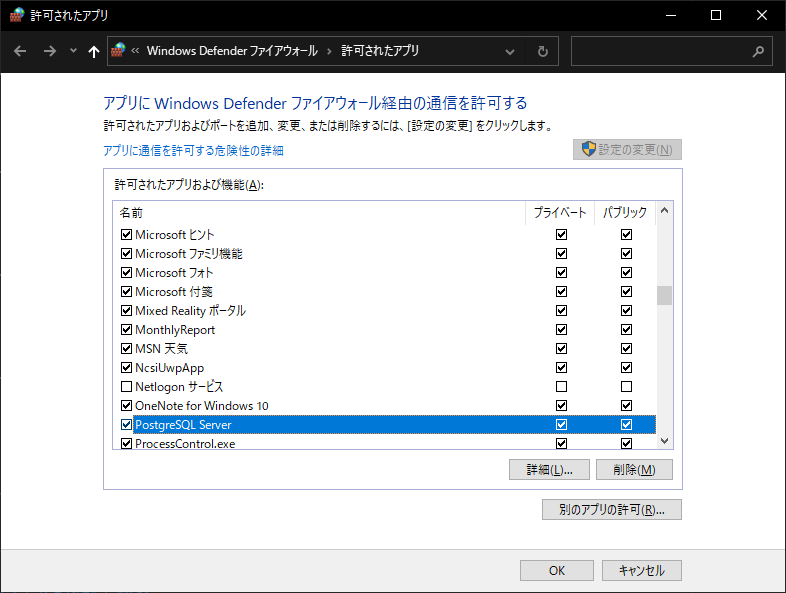 許可されたアプリ
Windows Defender ファイアウォール
許可されたアプリ
アプリに Windows Defender ファイアウォール経由の通信を許可する
許可されたアプリおよびポートを追加、変更、または削除するには、[設定の変更] をクリックします。
アプリに通信を許可する危険性の詳細
設定の変更(N)
許可されたアプリおよび機能(A):
名前 プライベート パブリック
Microsoft ヒント
Microsoft ファミリ機能
Microsoft フォト
Microsoft 付箋
Mixed Reality ポータル
MonthlyReport
MSN 天気
NcsiUwpApp
Netlogon サービス
OneNote for Windows 10
PostgreSQL Server
ProcessControl.exe
詳細(L)... 削除(M)
別のアプリの許可(R)...
OK キャンセル